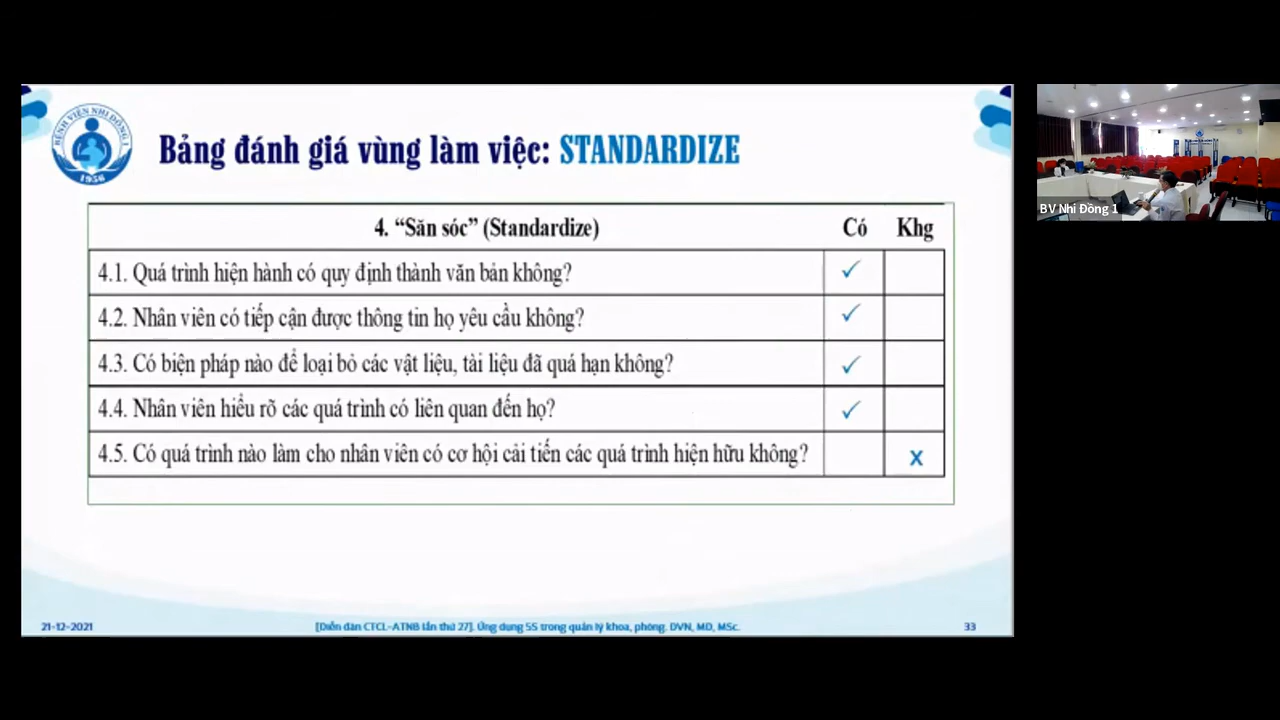 BỆNH VIỆN NHI ĐỒNG 1
1956
Bảng đánh giá vùng làm việc: STANDARDIZE
4. “Săn sóc” (Standardize) Có Khg
4.1. Quá trình hiện hành có quy định thành văn bản không? ✓
4.2. Nhân viên có tiếp cận được thông tin họ yêu cầu không? ✓
4.3. Có biện pháp nào để loại bỏ các vật liệu, tài liệu đã quá hạn không? ✓
4.4. Nhân viên hiểu rõ các quá trình có liên quan đến họ? ✓
4.5. Có quá trình nào làm cho nhân viên có cơ hội cải tiến các quá trình hiện hữu không? x
21-12-2021 [Diễn đàn CTCL-ATNB lần thứ 27]. Ứng dụng 5S trong quản lý khoa, phòng. DVN, MD, MSc. 33
BV Nhi Đồng 1